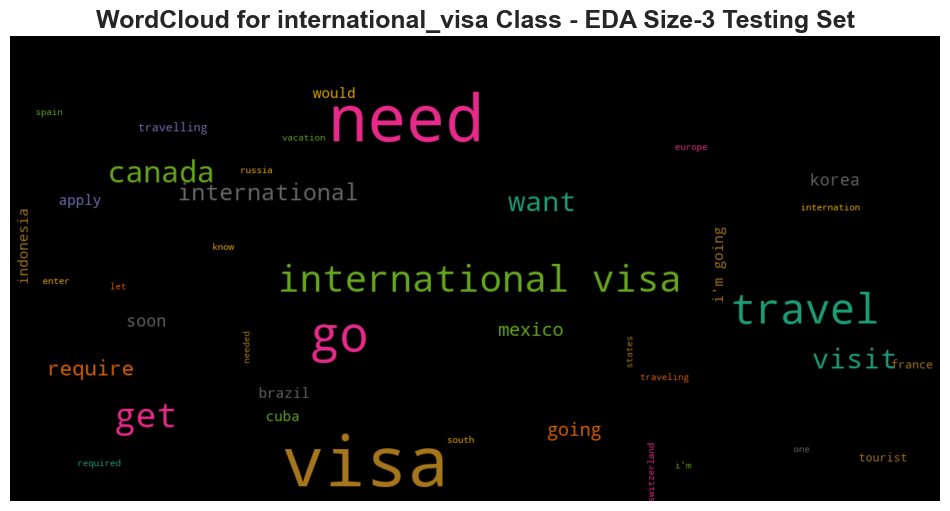 WordCloud for international_visa Class - EDA Size-3 Testing Set
would
need
spain
travelling
vacation
europe
canada
russia
international
korea
apply
want
internation
indonesia
know
i'm going
enter
let
international visa
travel
soon
go
mexico
needed
states
visit
france
require
traveling
brazil
get
cuba
going
south
visa
switzerland
one
required
i'm
tourist